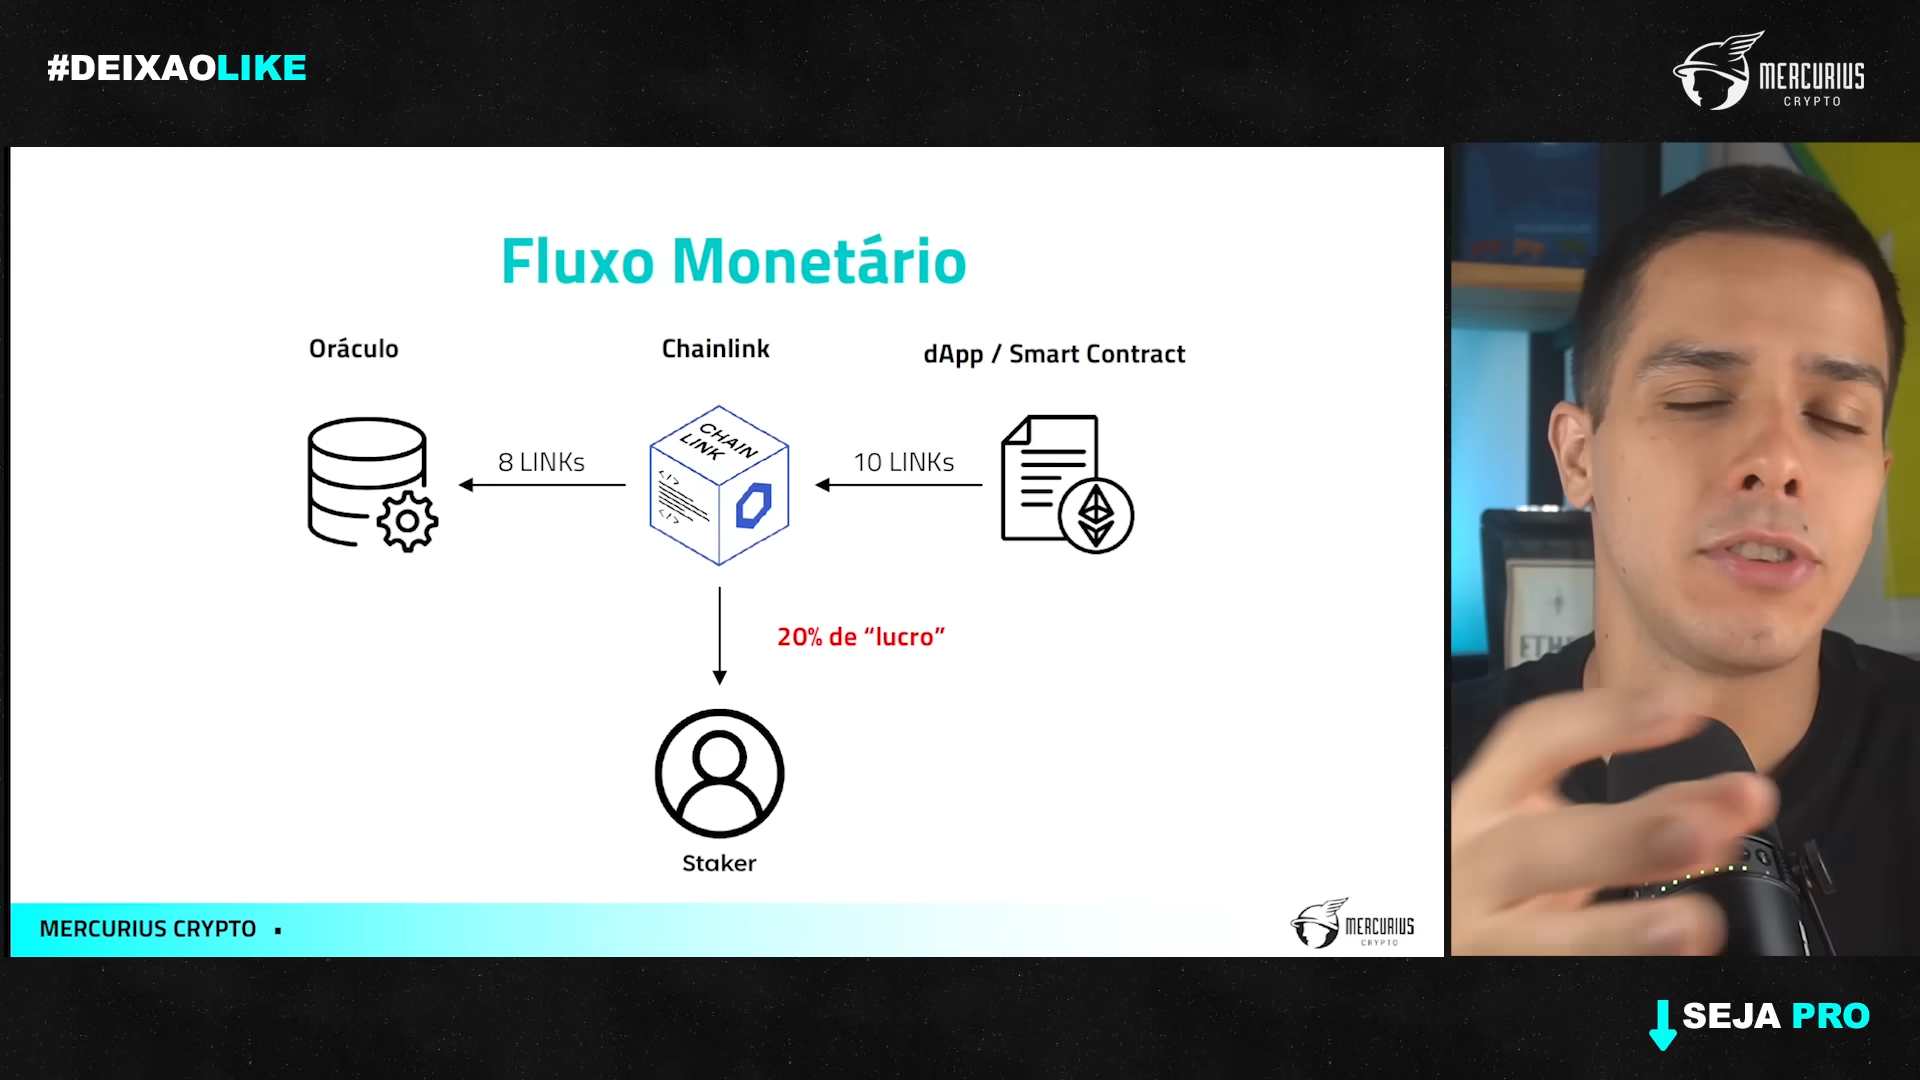 #DEIXAOLIKE
MERCURIUS
CRYPTO
Fluxo Monetário
Oráculo
Chainlink
dApp / Smart Contract
8 LINKs
CHAIN
LINK
</>
</>
10 LINKs
20% de “lucro”
Staker
MERCURIUS CRYPTO
MERCURIUS
CRYPTO
SEJA PRO